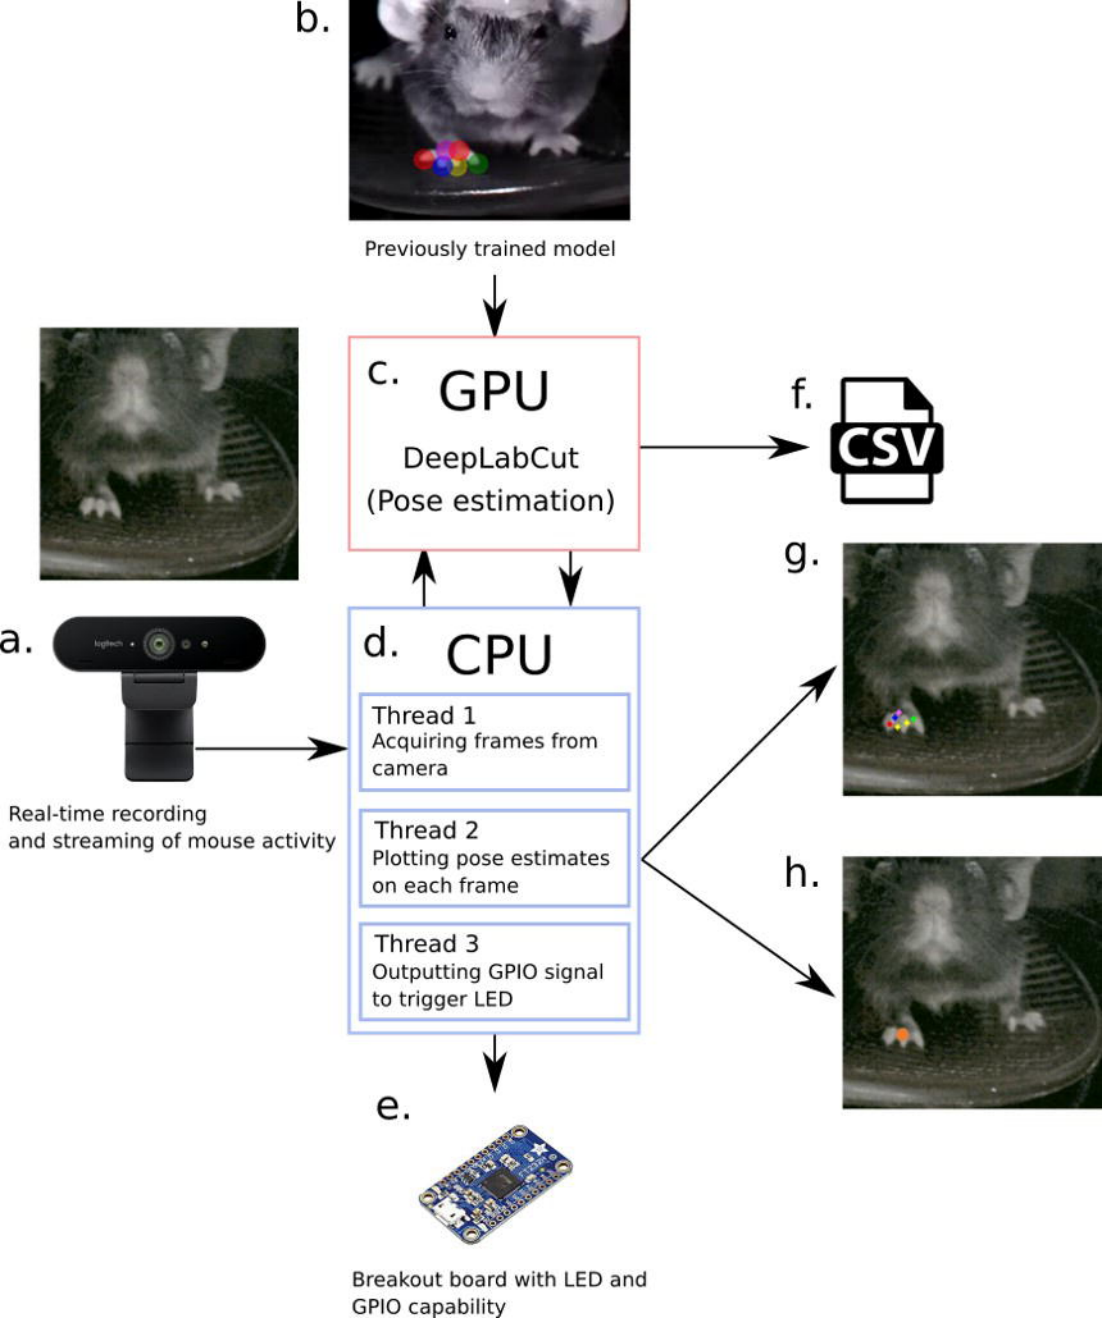 b.
Previously trained model
c.
GPU
DeepLabCut
(Pose estimation)
f.
CSV
g.
a.
logitech
d.
CPU
Thread 1
Acquiring frames from
camera
Real-time recording
and streaming of mouse activity
Thread 2
Plotting pose estimates
on each frame
h.
Thread 3
Outputting GPIO signal
to trigger LED
e.
FT232H
Breakout board with LED and
GPIO capability